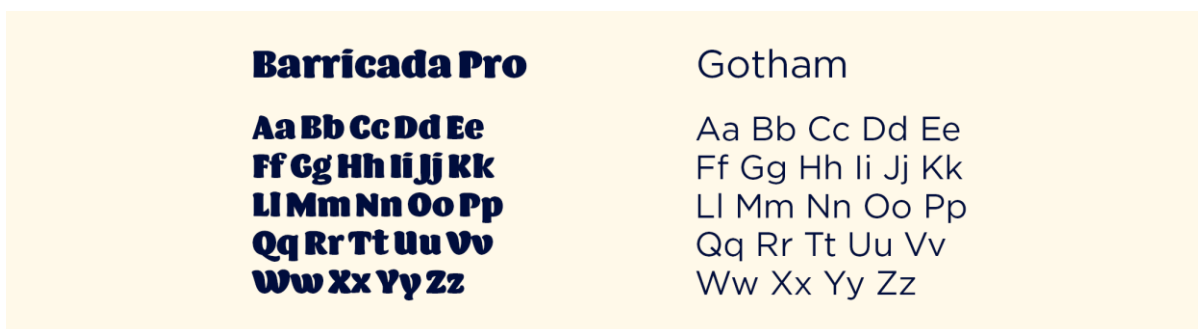 Barricada Pro
Aa Bb Cc Dd Ee
Ff Gg Hh Ii Jj Kk
Ll Mm Nn Oo Pp
Qq Rr Tt Uu Vv
Ww Xx Yy Zz
Gotham
Aa Bb Cc Dd Ee
Ff Gg Hh Ii Jj Kk
Ll Mm Nn Oo Pp
Qq Rr Tt Uu Vv
Ww Xx Yy Zz